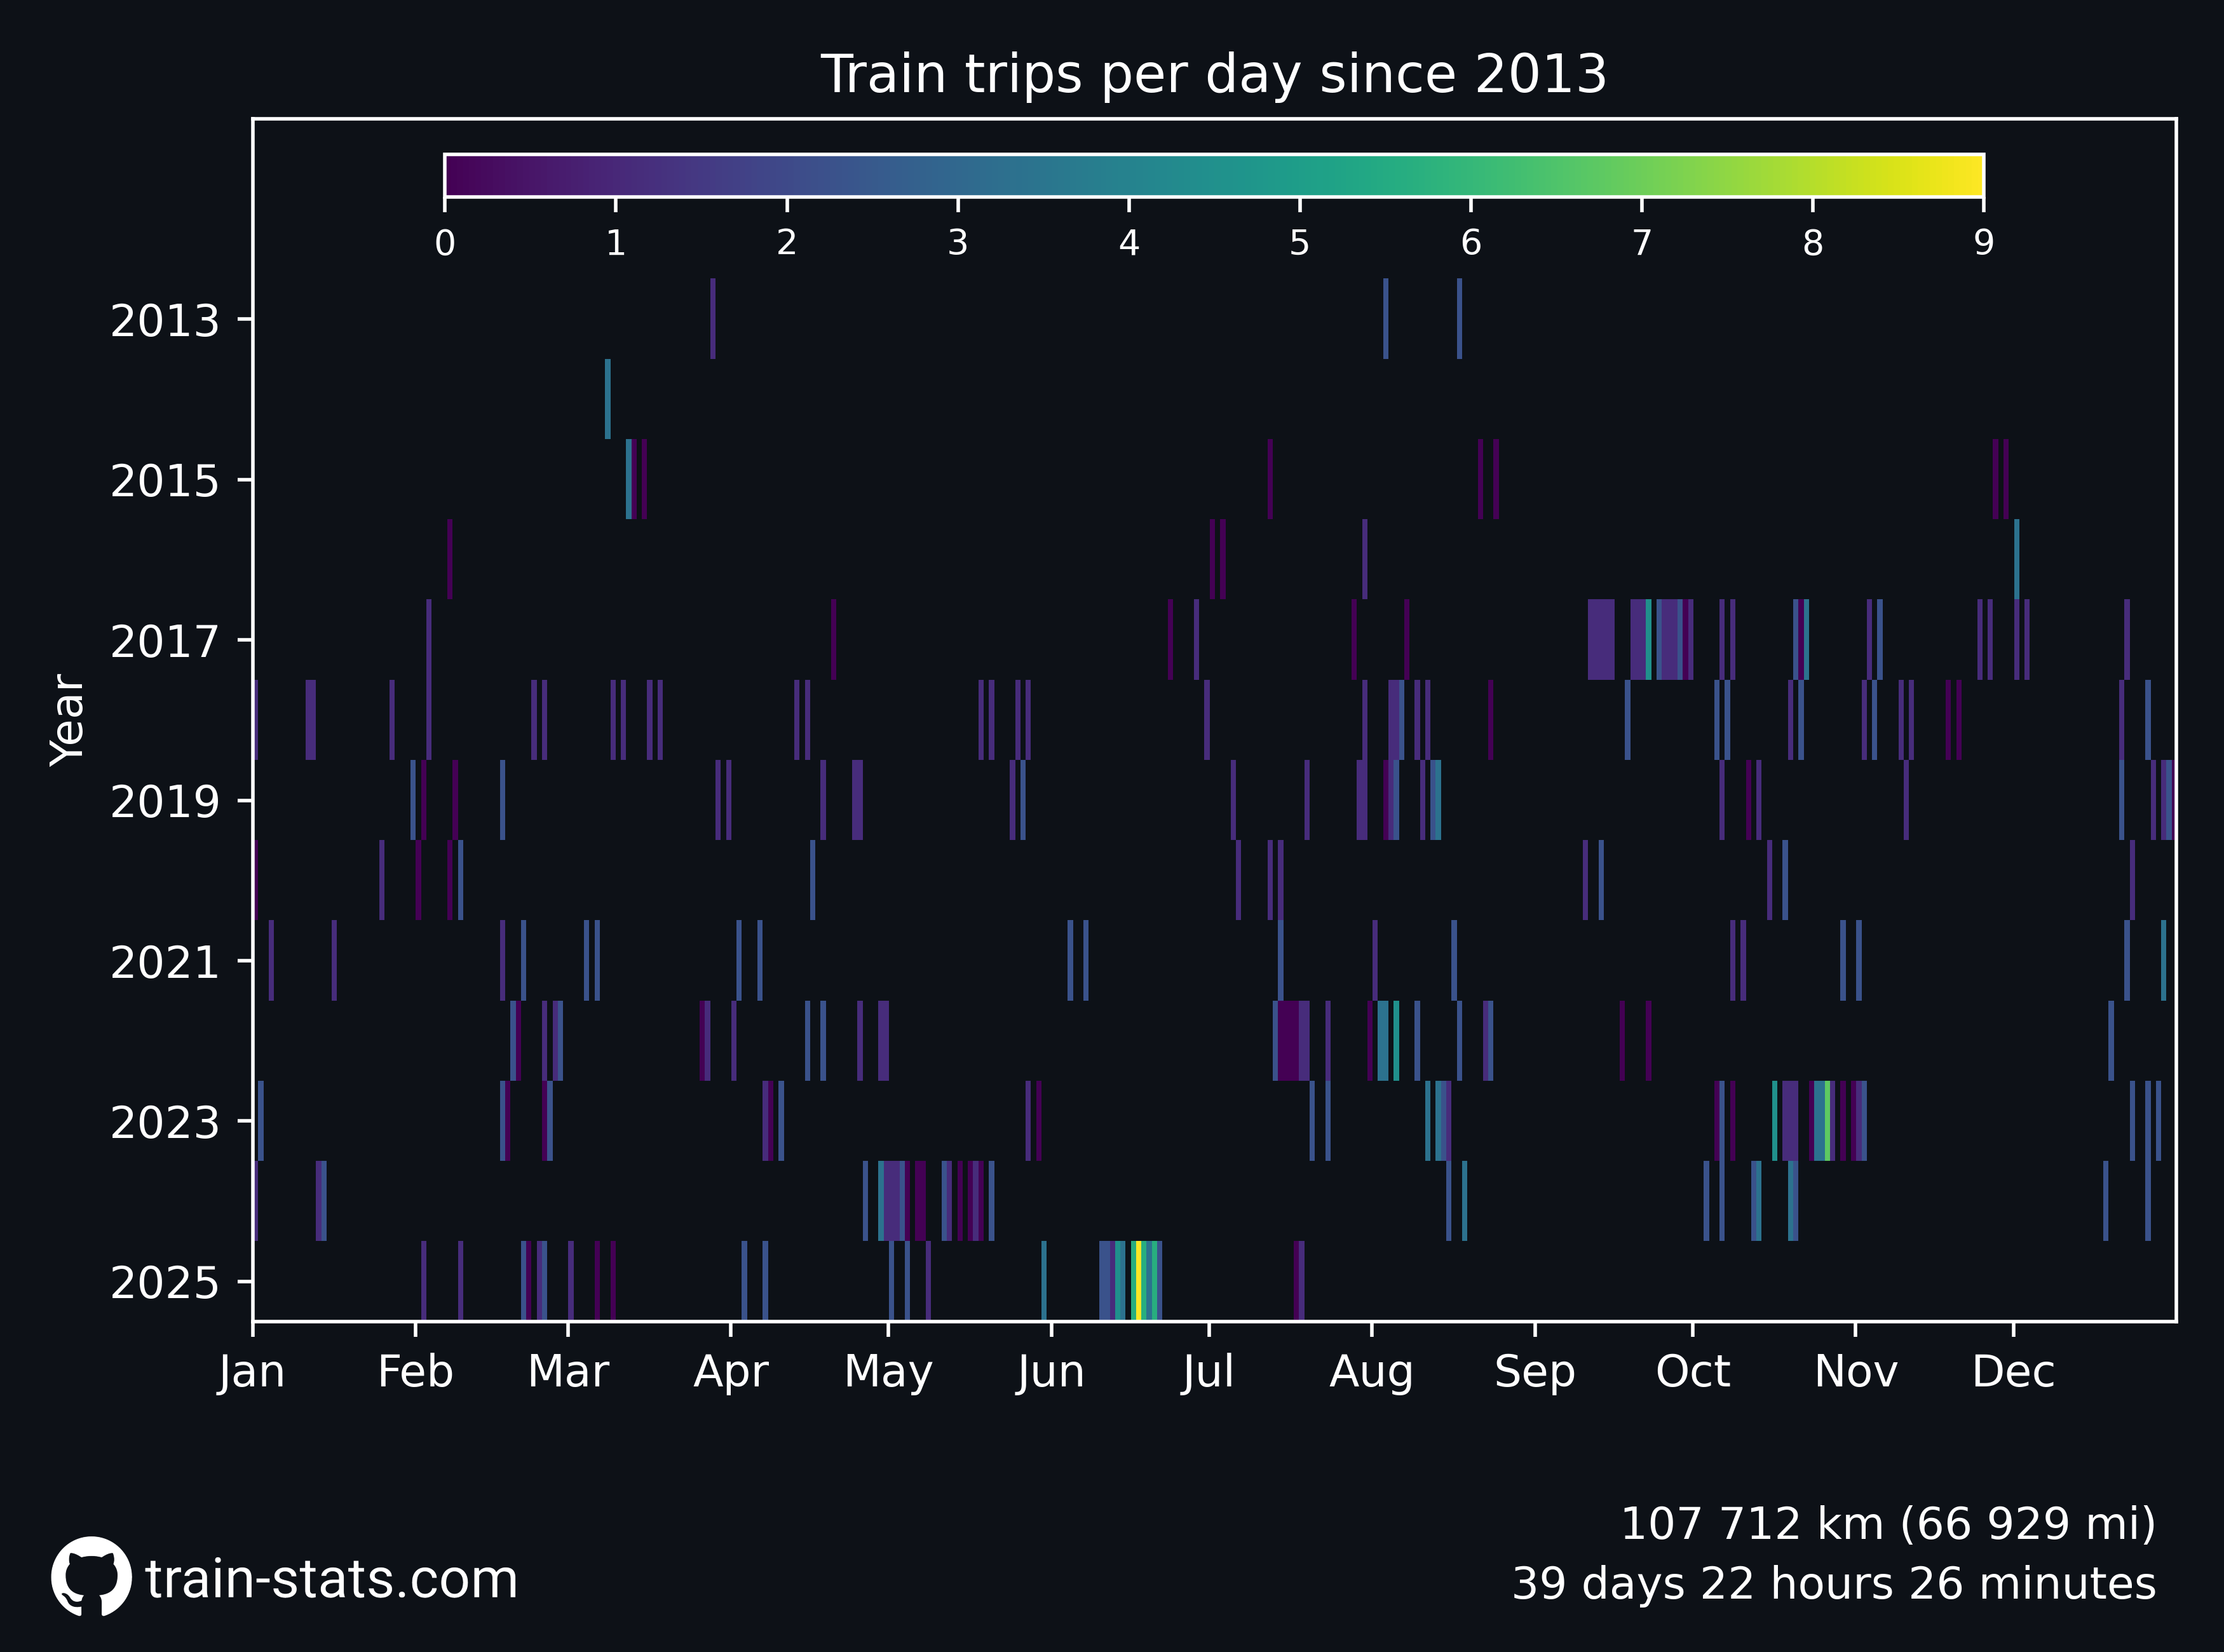 Train trips per day since 2013
0 1 2 3 4 5 6 7 8 9
Year
2013
2015
2017
2019
2021
2023
2025
Jan Feb Mar Apr May Jun Jul Aug Sep Oct Nov Dec
107 712 km (66 929 mi)
39 days 22 hours 26 minutes
train-stats.com